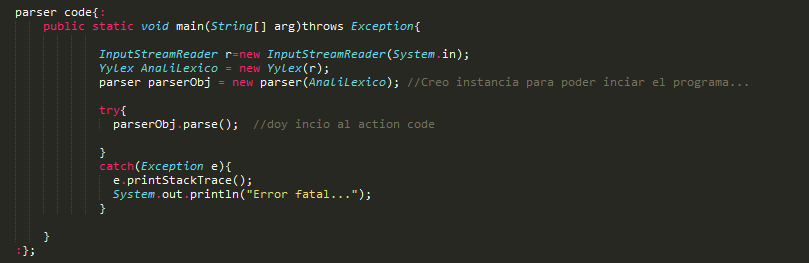 parser code{:
public static void main(String[] arg)throws Exception{
InputStreamReader r=new InputStreamReader(System.in);
Yylex AnaliLexico = new Yylex(r);
parser parserObj = new parser(AnaliLexico); //Creo instancia para poder inciar el programa...
try{
parserObj.parse();  //doy incio al action code
}
catch(Exception e){
e.printStackTrace();
System.out.println("Error fatal...");
}
}
:};